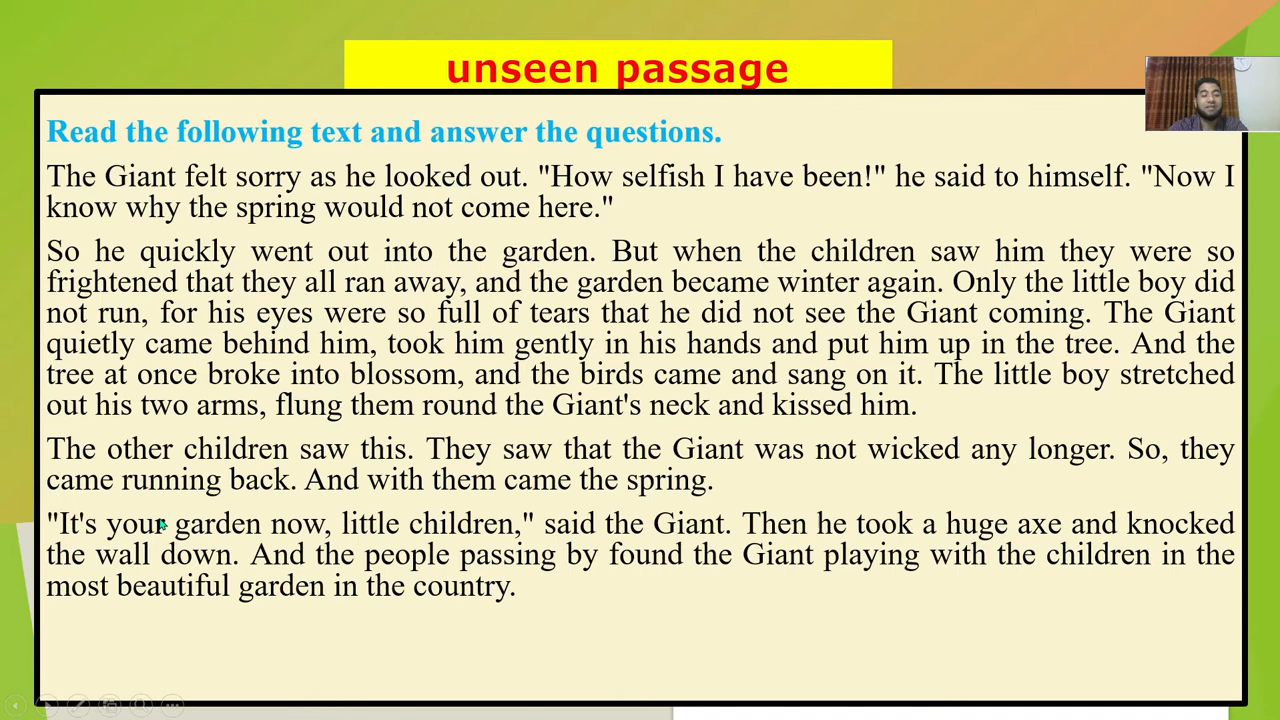 unseen passage
Read the following text and answer the questions.
The Giant felt sorry as he looked out. "How selfish I have been!" he said to himself. "Now I
know why the spring would not come here."
So he quickly went out into the garden. But when the children saw him they were so
frightened that they all ran away, and the garden became winter again. Only the little boy did
not run, for his eyes were so full of tears that he did not see the Giant coming. The Giant
quietly came behind him, took him gently in his hands and put him up in the tree. And the
tree at once broke into blossom, and the birds came and sang on it. The little boy stretched
out his two arms, flung them round the Giant's neck and kissed him.
The other children saw this. They saw that the Giant was not wicked any longer. So, they
came running back. And with them came the spring.
"It's your garden now, little children," said the Giant. Then he took a huge axe and knocked
the wall down. And the people passing by found the Giant playing with the children in the
most beautiful garden in the country.